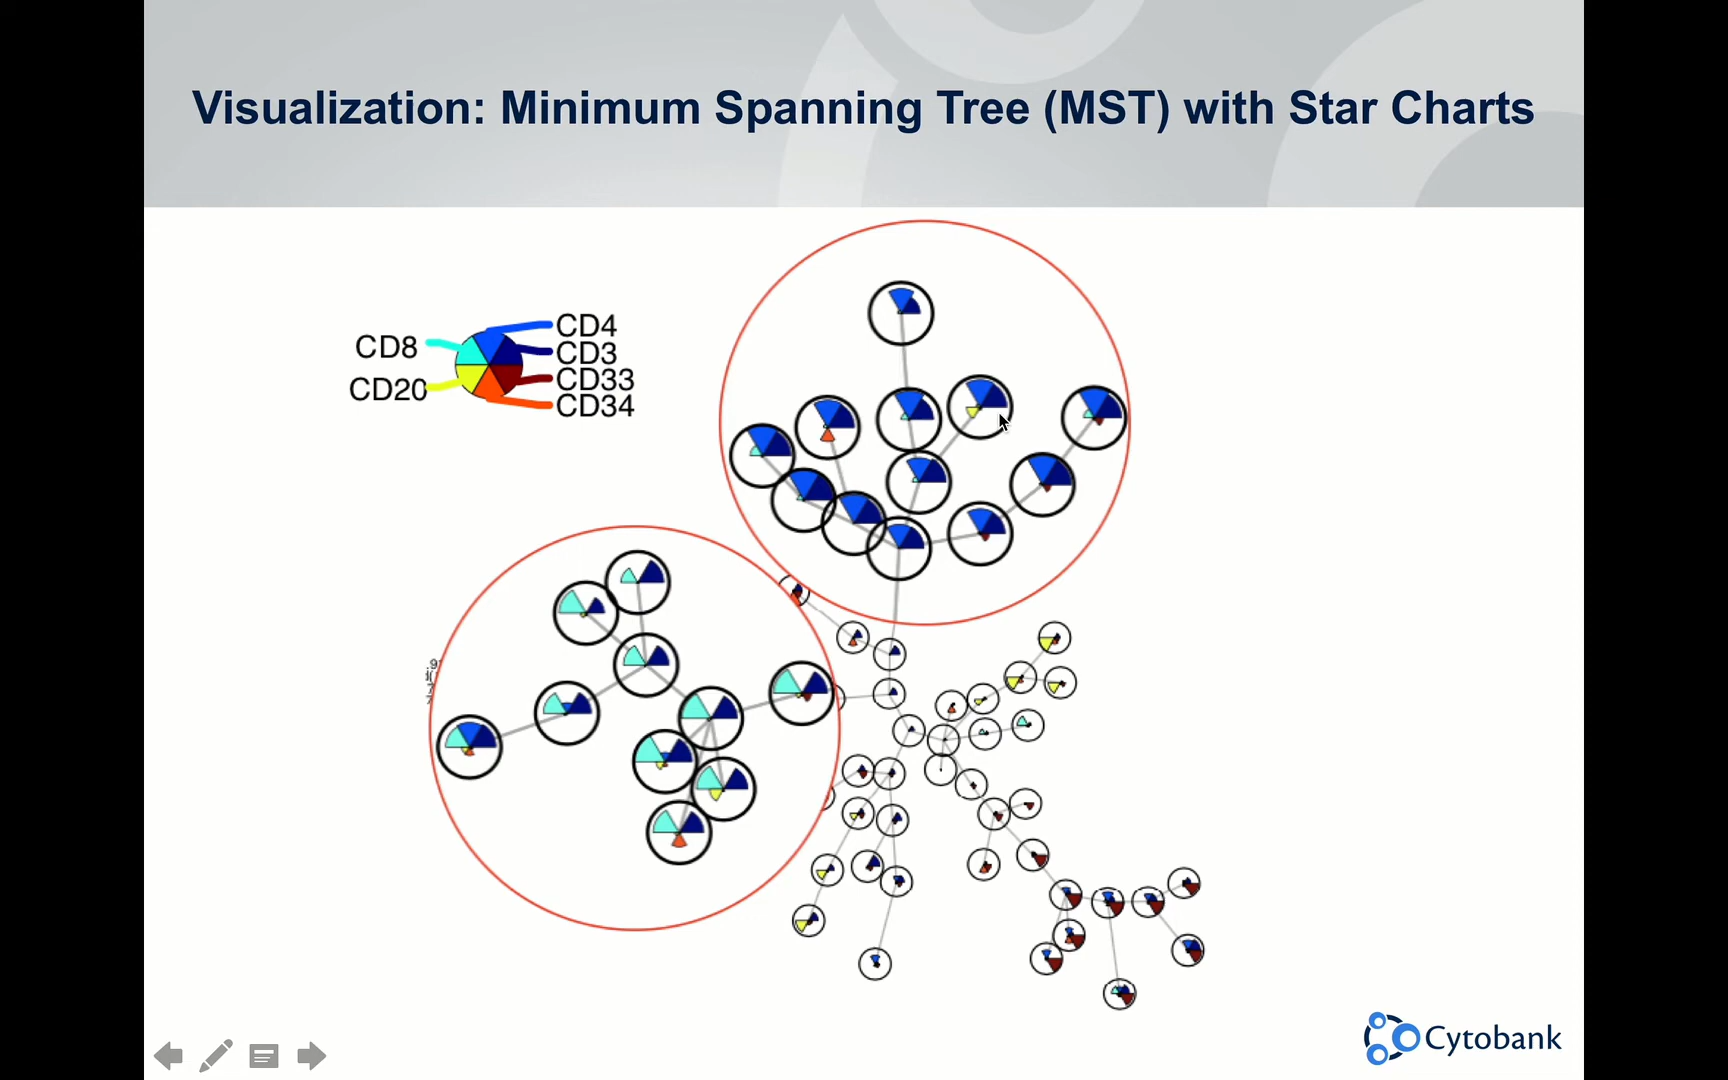 Visualization: Minimum Spanning Tree (MST) with Star Charts
CD4
CD8
CD3
CD33
CD20
CD34
Cytobank